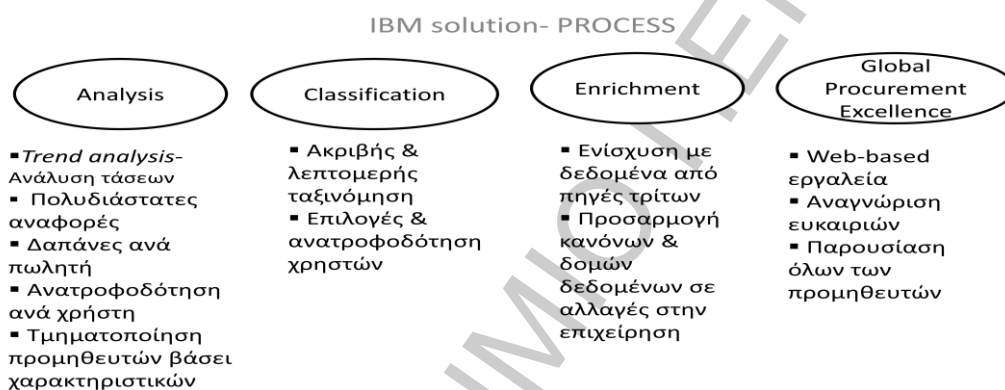 IBM solution- PROCESS
Analysis
▪Trend analysis-
Ανάλυση τάσεων
▪ Πολυδιάστατες
αναφορές
▪ Δαπάνες ανά
πωλητή
▪ Ανατροφοδότηση
ανά χρήστη
▪ Τμηματοποίηση
προμηθευτών βάσει
χαρακτηριστικών
Classification
▪ Ακριβής &
λεπτομερής
ταξινόμηση
▪ Επιλογές &
ανατροφοδότηση
χρηστών
Enrichment
▪ Ενίσχυση με
δεδομένα από
πηγές τρίτων
▪ Προσαρμογή
κανόνων &
δομών
δεδομένων σε
αλλαγές στην
επιχείρηση
Global
Procurement
Excellence
▪ Web-based
εργαλεία
▪ Αναγνώριση
ευκαιριών
▪ Παρουσίαση
όλων των
προμηθευτών